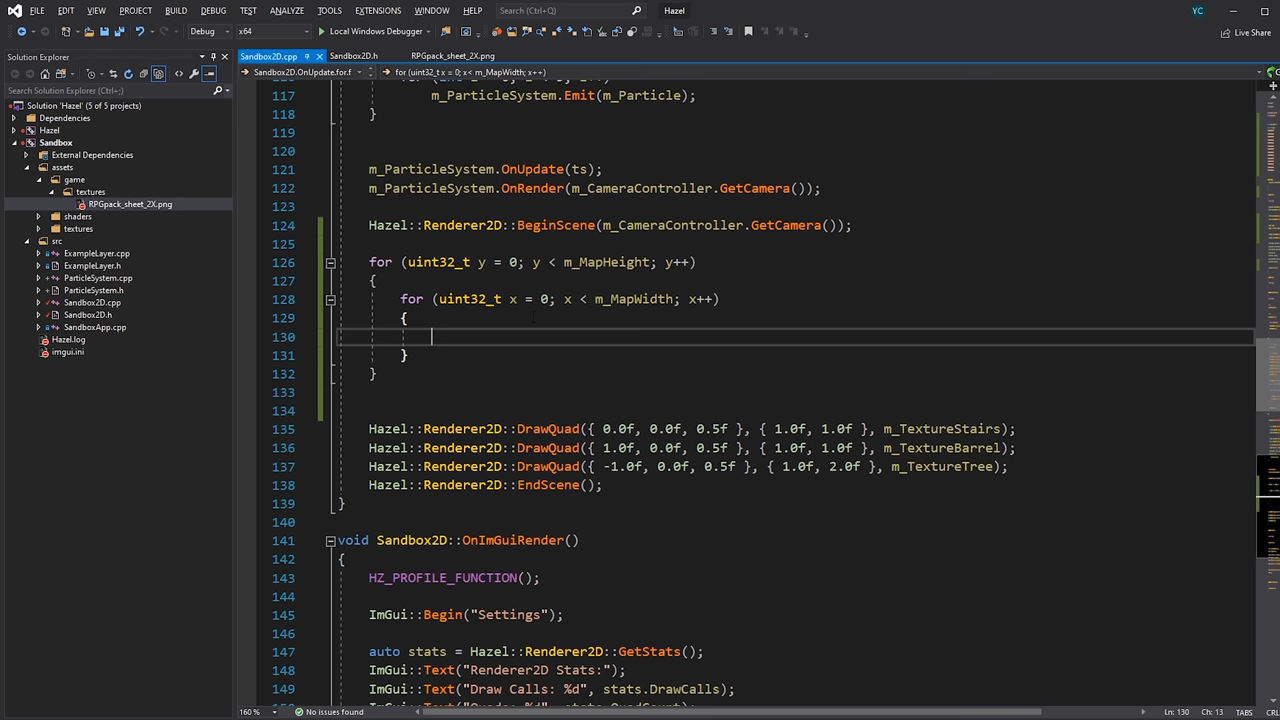 FILE EDIT VIEW PROJECT BUILD DEBUG TEST ANALYZE TOOLS EXTENSIONS WINDOW HELP Search (Ctrl+;) Hazel YC
Debug x64 Local Windows Debugger Live Share
Solution Explorer
Search Solution Explorer (Ctrl+;)
Solution 'Hazel' (5 of 5 projects)
Dependencies
Hazel
Sandbox
External Dependencies
assets
game
textures
RPGpack_sheet_2X.png
shaders
textures
src
ExampleLayer.cpp
ExampleLayer.h
ParticleSystem.cpp
ParticleSystem.h
Sandbox2D.cpp
Sandbox2D.h
SandboxApp.cpp
Hazel.log
imgui.ini
Sandbox2D.cpp Sandbox2D.h RPGpack_sheet_2X.png
Sandbox2D.OnUpdate.for.f for (uint32_t x = 0; x< m_MapWidth; x++)
117 m_ParticleSystem.Emit(m_Particle);
118 }
119
120
121 m_ParticleSystem.OnUpdate(ts);
122 m_ParticleSystem.OnRender(m_CameraController.GetCamera());
123
124 Hazel::Renderer2D::BeginScene(m_CameraController.GetCamera());
125
126 for (uint32_t y = 0; y < m_MapHeight; y++)
127 {
128 for (uint32_t x = 0; x < m_MapWidth; x++)
129 {
130
131 }
132 }
133
134
135 Hazel::Renderer2D::DrawQuad({ 0.0f, 0.0f, 0.5f }, { 1.0f, 1.0f }, m_TextureStairs);
136 Hazel::Renderer2D::DrawQuad({ 1.0f, 0.0f, 0.5f }, { 1.0f, 1.0f }, m_TextureBarrel);
137 Hazel::Renderer2D::DrawQuad({ -1.0f, 0.0f, 0.5f }, { 1.0f, 2.0f }, m_TextureTree);
138 Hazel::Renderer2D::EndScene();
139 }
140
141 void Sandbox2D::OnImGuiRender()
142 {
143 HZ_PROFILE_FUNCTION();
144
145 ImGui::Begin("Settings");
146
147 auto stats = Hazel::Renderer2D::GetStats();
148 ImGui::Text("Renderer2D Stats:");
149 ImGui::Text("Draw Calls: %d", stats.DrawCalls);
160 % No issues found Ln: 130 Ch: 13 TABS